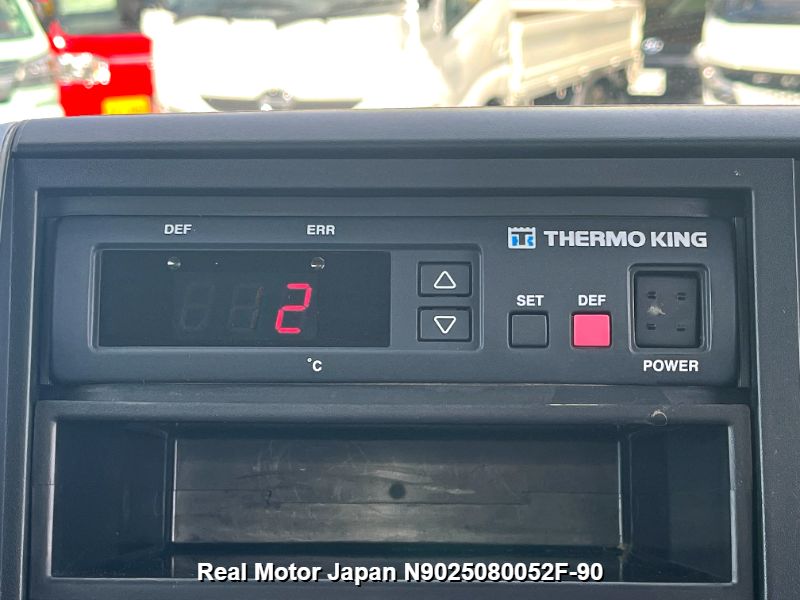 DEF ERR
THERMO KING
2
SET DEF
°C
POWER
Real Motor Japan N9025080052F-90